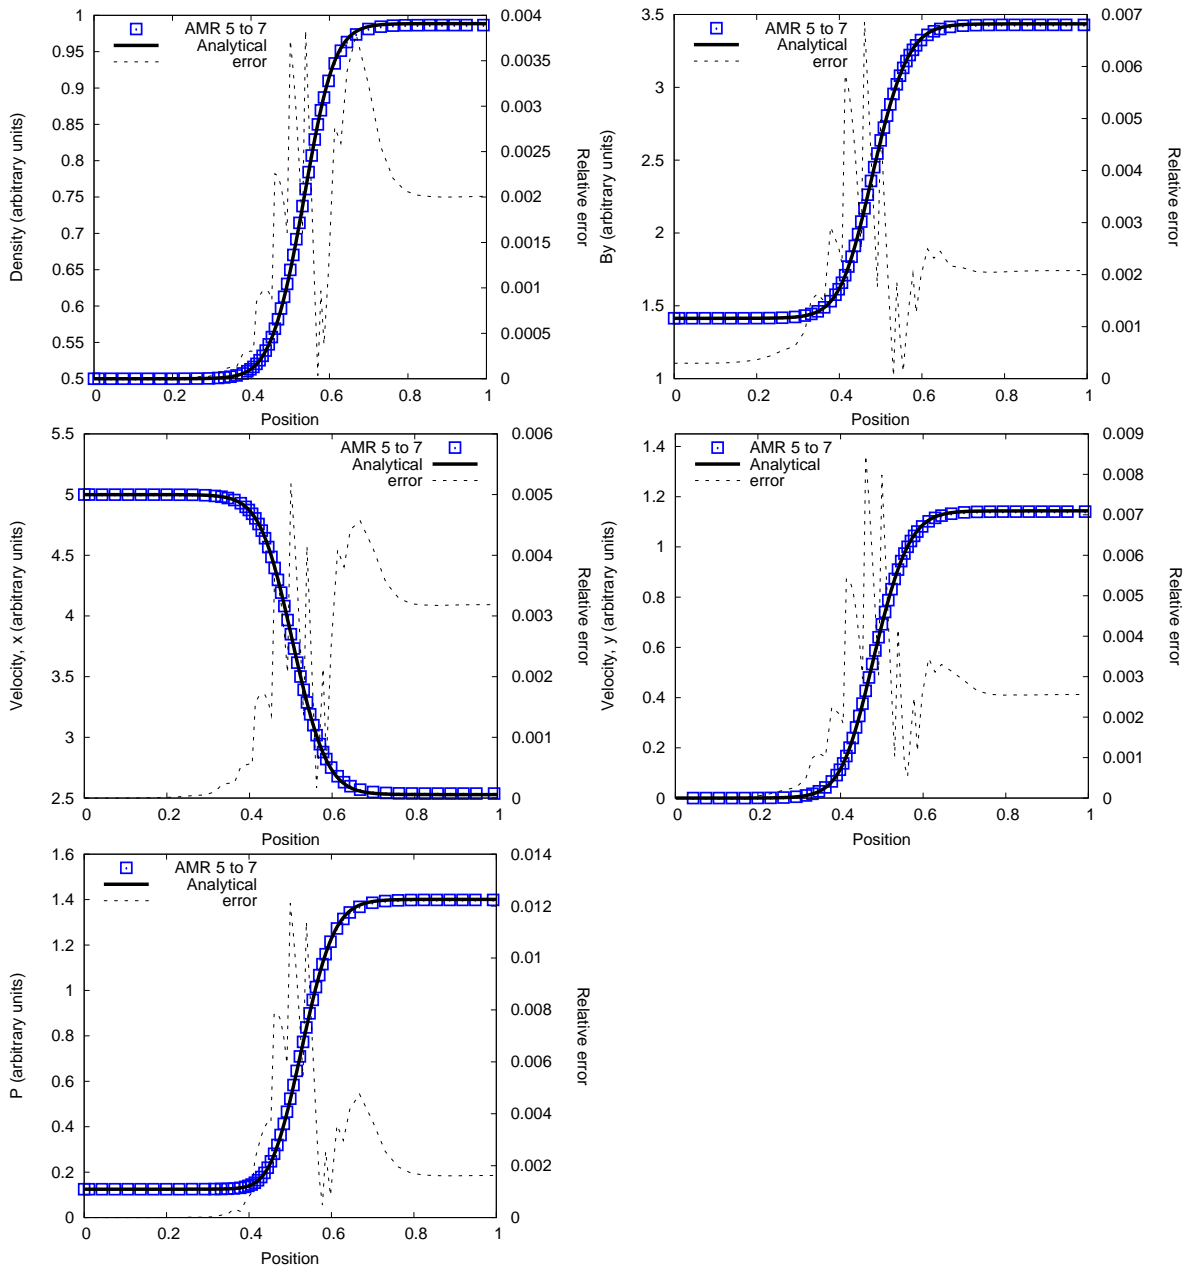 AMR 5 to 7
Analytical
error
Density (arbitrary units)
1
0.95
0.9
0.85
0.8
0.75
0.7
0.65
0.6
0.55
0.5
0 0.2 0.4 0.6 0.8 1
Position
0.004
0.0035
0.003
0.0025
0.002
0.0015
0.001
0.0005
0
Relative error
AMR 5 to 7
Analytical
error
By (arbitrary units)
3.5
3
2.5
2
1.5
1
0 0.2 0.4 0.6 0.8 1
Position
0.007
0.006
0.005
0.004
0.003
0.002
0.001
0
Relative error
AMR 5 to 7
Analytical
error
Velocity, x (arbitrary units)
5.5
5
4.5
4
3.5
3
2.5
0 0.2 0.4 0.6 0.8 1
Position
0.006
0.005
0.004
0.003
0.002
0.001
0
Relative error
AMR 5 to 7
Analytical
error
Velocity, y (arbitrary units)
1.4
1.2
1
0.8
0.6
0.4
0.2
0
0 0.2 0.4 0.6 0.8 1
Position
0.009
0.008
0.007
0.006
0.005
0.004
0.003
0.002
0.001
0
Relative error
AMR 5 to 7
Analytical
error
P (arbitrary units)
1.6
1.4
1.2
1
0.8
0.6
0.4
0.2
0
0 0.2 0.4 0.6 0.8 1
Position
0.014
0.012
0.01
0.008
0.006
0.004
0.002
0
Relative error